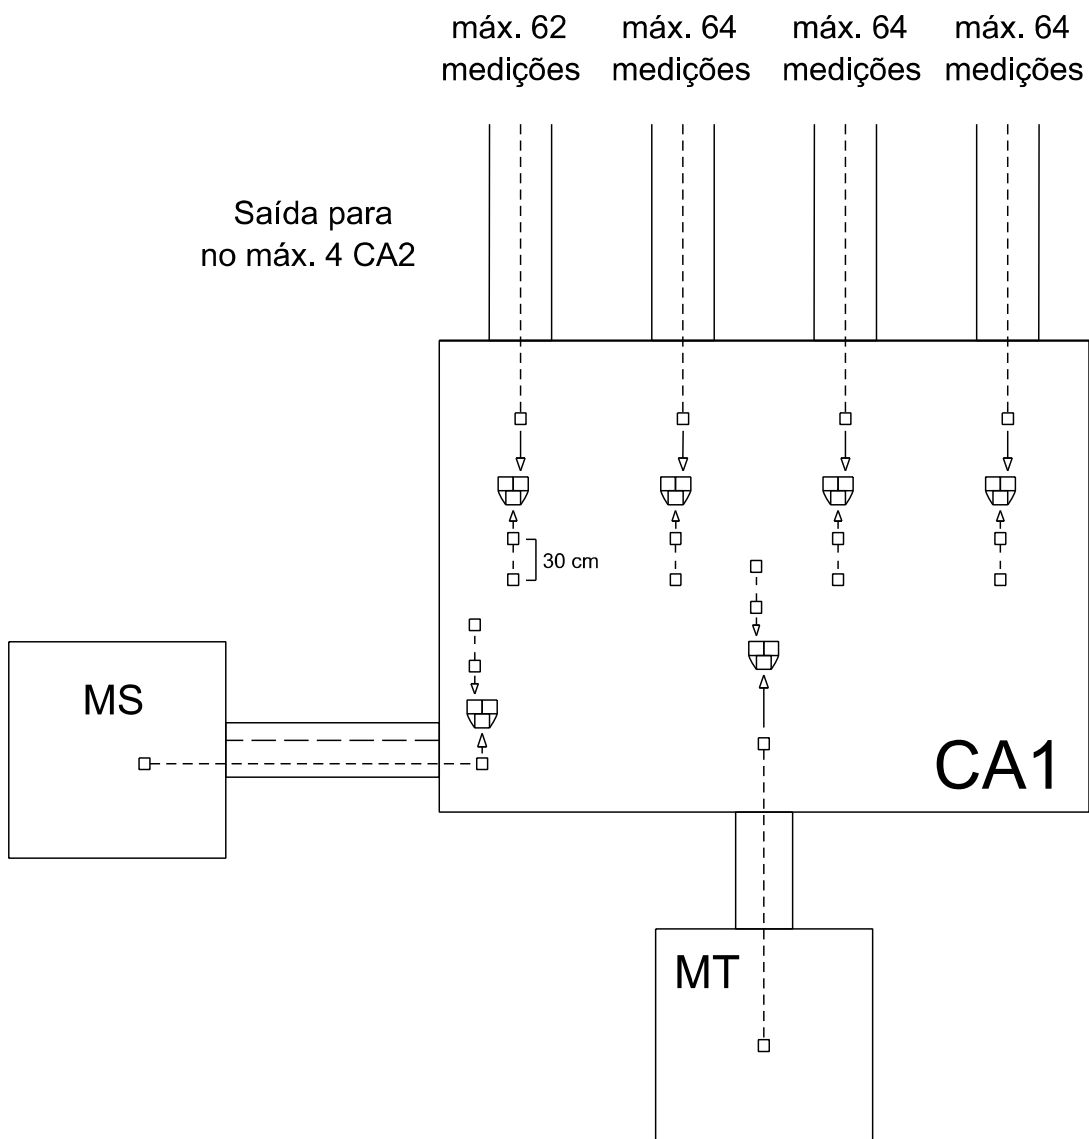 máx. 62
medições
máx. 64
medições
máx. 64
medições
máx. 64
medições
Saída para
no máx. 4 CA2
30 cm
MS
CA1
MT